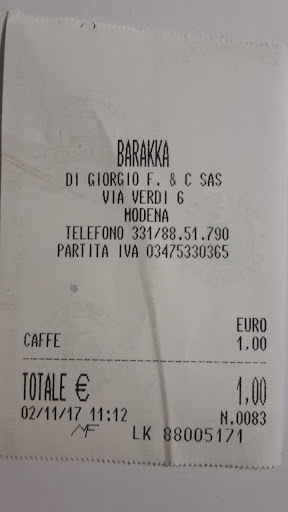 BARAKKA
DI GIORGIO F. & C SAS
VIA VERDI 6
MODENA
TELEFONO 331/88.51.790
PARTITA IVA 03475330365
EURO
CAFFE 1.00
TOTALE € 1,00
02/11/17 11:12 N.0083
MF LK 88005171